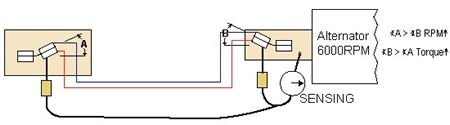 A
B
Alternator
6000RPM
∢A > ∢B RPM↑
∢B > ∢A Torque↑
SENSING